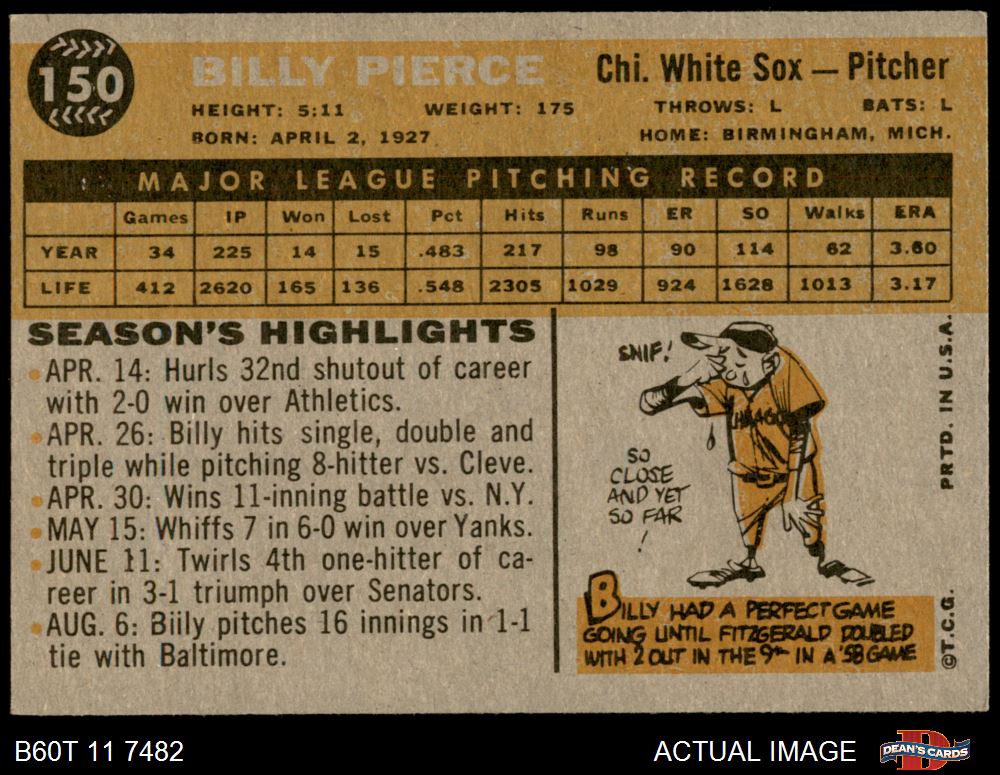 150
BILLY PIERCE
Chi. White Sox — Pitcher
HEIGHT: 5:11 WEIGHT: 175 THROWS: L BATS: L
BORN: APRIL 2, 1927 HOME: BIRMINGHAM, MICH.
MAJOR LEAGUE PITCHING RECORD
Games IP Won Lost Pct Hits Runs ER SO Walks ERA
YEAR 34 225 14 15 .483 217 98 90 114 62 3.60
LIFE 412 2620 165 136 .548 2305 1029 924 1628 1013 3.17
SEASON'S HIGHLIGHTS
APR. 14: Hurls 32nd shutout of career
with 2-0 win over Athletics.
APR. 26: Billy hits single, double and
triple while pitching 8-hitter vs. Cleve.
APR. 30: Wins 11-inning battle vs. N.Y.
MAY 15: Whiffs 7 in 6-0 win over Yanks.
JUNE 11: Twirls 4th one-hitter of ca-
reer in 3-1 triumph over Senators.
AUG. 6: Billy pitches 16 innings in 1-1
tie with Baltimore.
SNIF!
CHICAGO
SO
CLOSE
AND YET
SO FAR
!
BILLY HAD A PERFECT GAME
GOING UNTIL FITZGERALD DOUBLED
WITH 2 OUT IN THE 9TH IN A '58 GAME
PRTD. IN U.S.A.
©T.C.G.
B60T 11 7482
ACTUAL IMAGE
D
DEAN'S CARDS